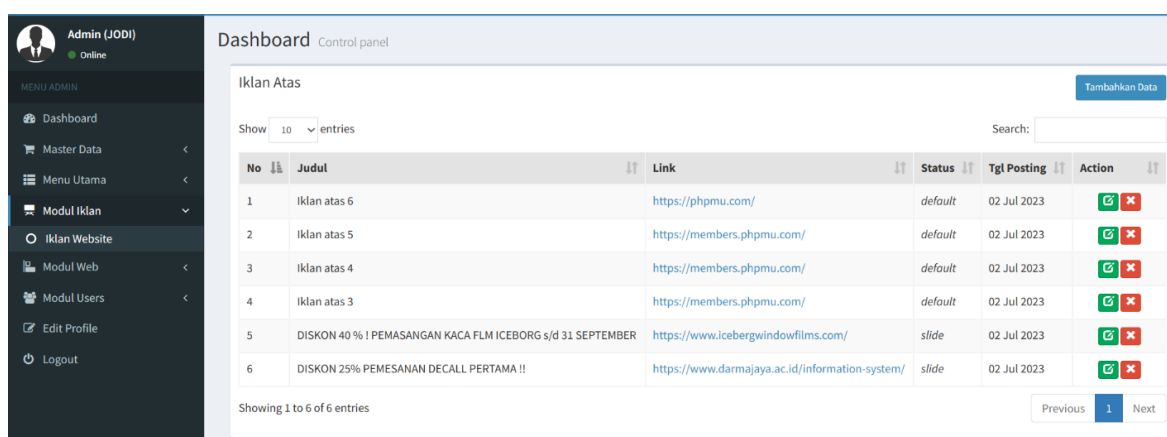 Admin (JODI)
Online
MENU ADMIN
Dashboard
Master Data
Menu Utama
Modul Iklan
Iklan Website
Modul Web
Modul Users
Edit Profile
Logout
Dashboard Control panel
Iklan Atas
Tambahkan Data
Show 10 entries Search:
No Judul Link Status Tgl Posting Action
1 Iklan atas 6 https://phpmu.com/ default 02 Jul 2023
2 Iklan atas 5 https://members.phpmu.com/ default 02 Jul 2023
3 Iklan atas 4 https://members.phpmu.com/ default 02 Jul 2023
4 Iklan atas 3 https://members.phpmu.com/ default 02 Jul 2023
5 DISKON 40 % ! PEMASANGAN KACA FLM ICEBORG s/d 31 SEPTEMBER https://www.icebergwindowfilms.com/ slide 02 Jul 2023
6 DISKON 25% PEMESANAN DECALL PERTAMA !! https://www.darmajaya.ac.id/information-system/ slide 02 Jul 2023
Showing 1 to 6 of 6 entries
Previous 1 Next